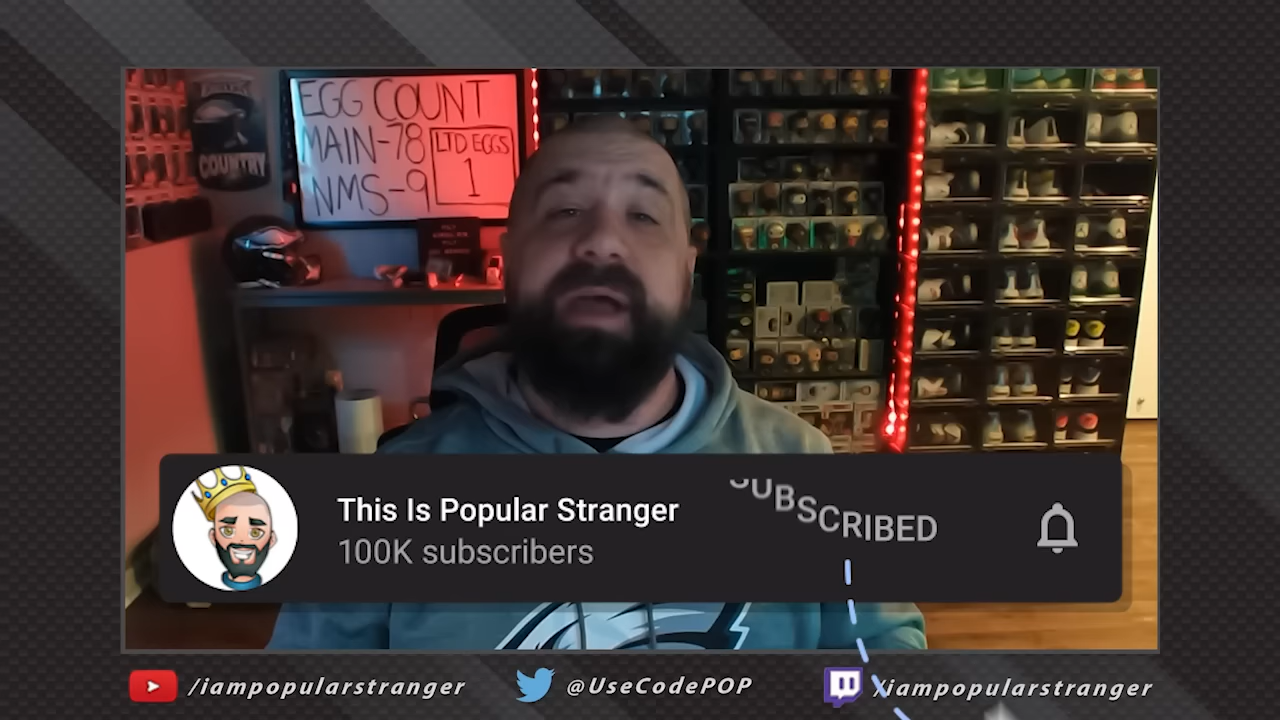 EGG COUNT
MAIN-78
NMS-9
LTD EGGS
1
COUNTRY
This Is Popular Stranger
100K subscribers
SUBSCRIBED
/iampopularstranger
@UseCodePOP
/iampopularstranger